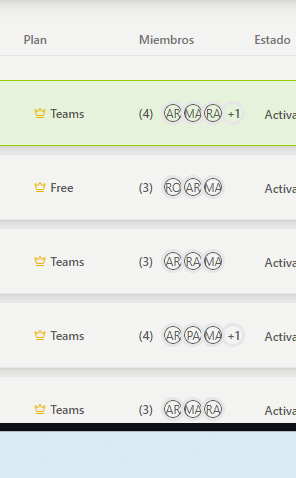 Plan Miembros Estado
Teams (4) AR MA RA +1 Activa
Free (3) RO AR MA Activa
Teams (3) AR RA MA Activa
Teams (4) AR PA MA +1 Activa
Teams (3) AR MA RA Activa